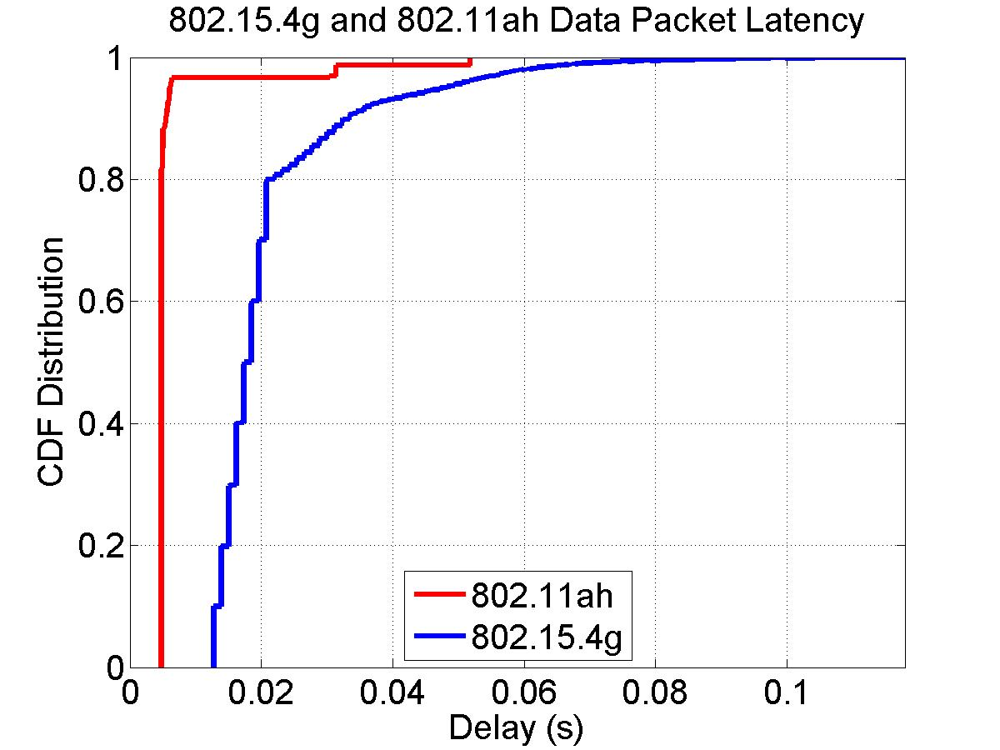 802.15.4g and 802.11ah Data Packet Latency
1
0.8
0.6
0.4
0.2
0
CDF Distribution
802.11ah
802.15.4g
0 0.02 0.04 0.06 0.08 0.1
Delay (s)